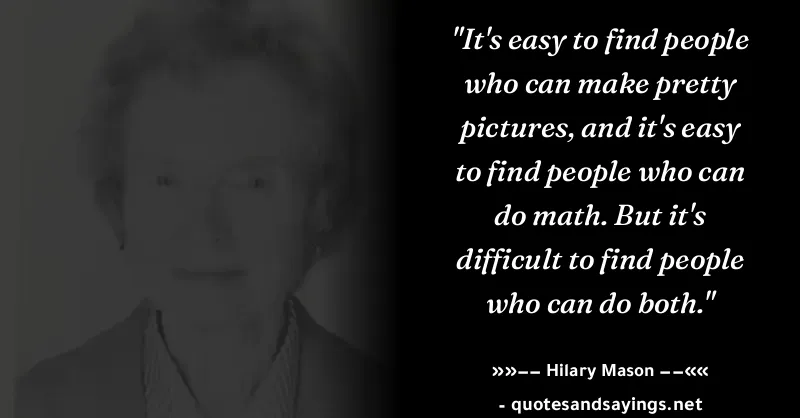 "It's easy to find people
who can make pretty
pictures, and it's easy
to find people who can
do math. But it's
difficult to find people
who can do both."
»»–– Hilary Mason ––««
- quotesandsayings.net